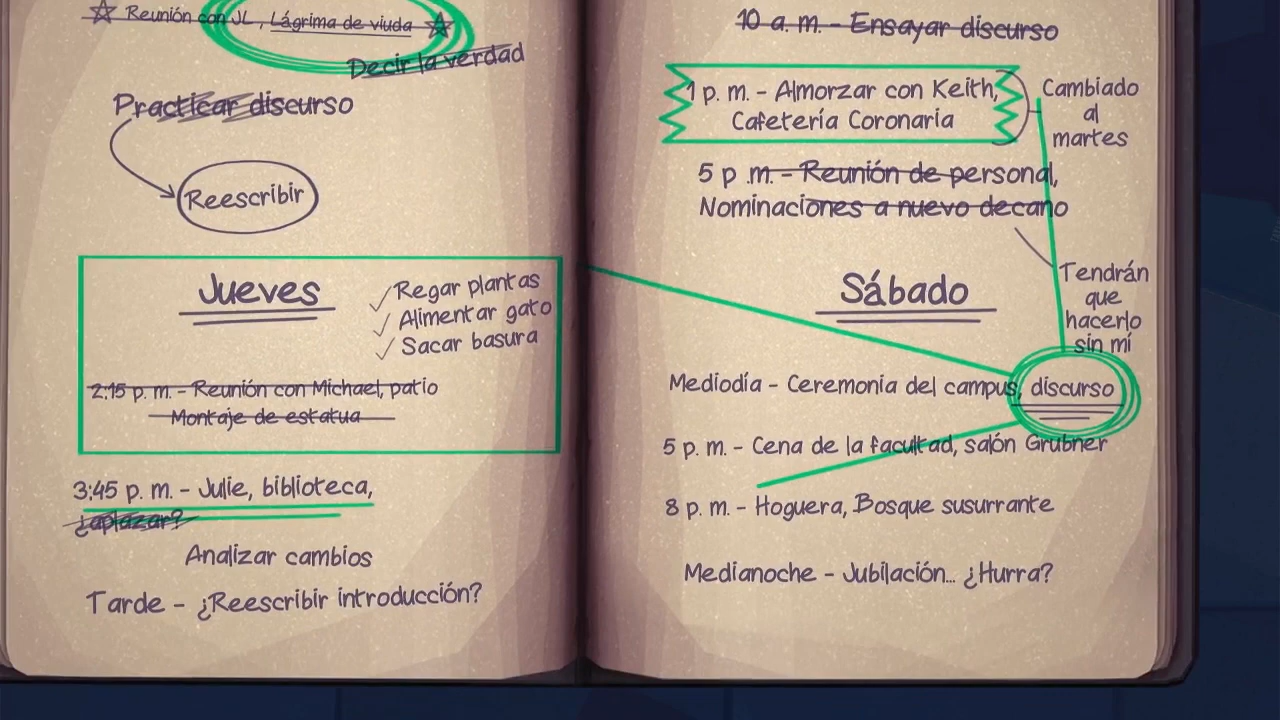 Reunión con JL, Lágrima de viuda
Decir la verdad
Practicar discurso
Reescribir
Jueves
Regar plantas
Alimentar gato
Sacar basura
2:15 p. m. - Reunión con Michael, patio
Montaje de estatua
3:45 p. m. - Julie, biblioteca,
¿aplazar?
Analizar cambios
Tarde - ¿Reescribir introducción?
10 a. m. - Ensayar discurso
1 p. m. - Almorzar con Keith,
Cafetería Coronaria
Cambiado
al
martes
5 p .m. - Reunión de personal,
Nominaciones a nuevo decano
Tendrán
que
hacerlo
sin mí
Sábado
Mediodía - Ceremonia del campus, discurso
5 p. m. - Cena de la facultad, salón Grubner
8 p. m. - Hoguera, Bosque susurrante
Medianoche - Jubilación... ¿Hurra?